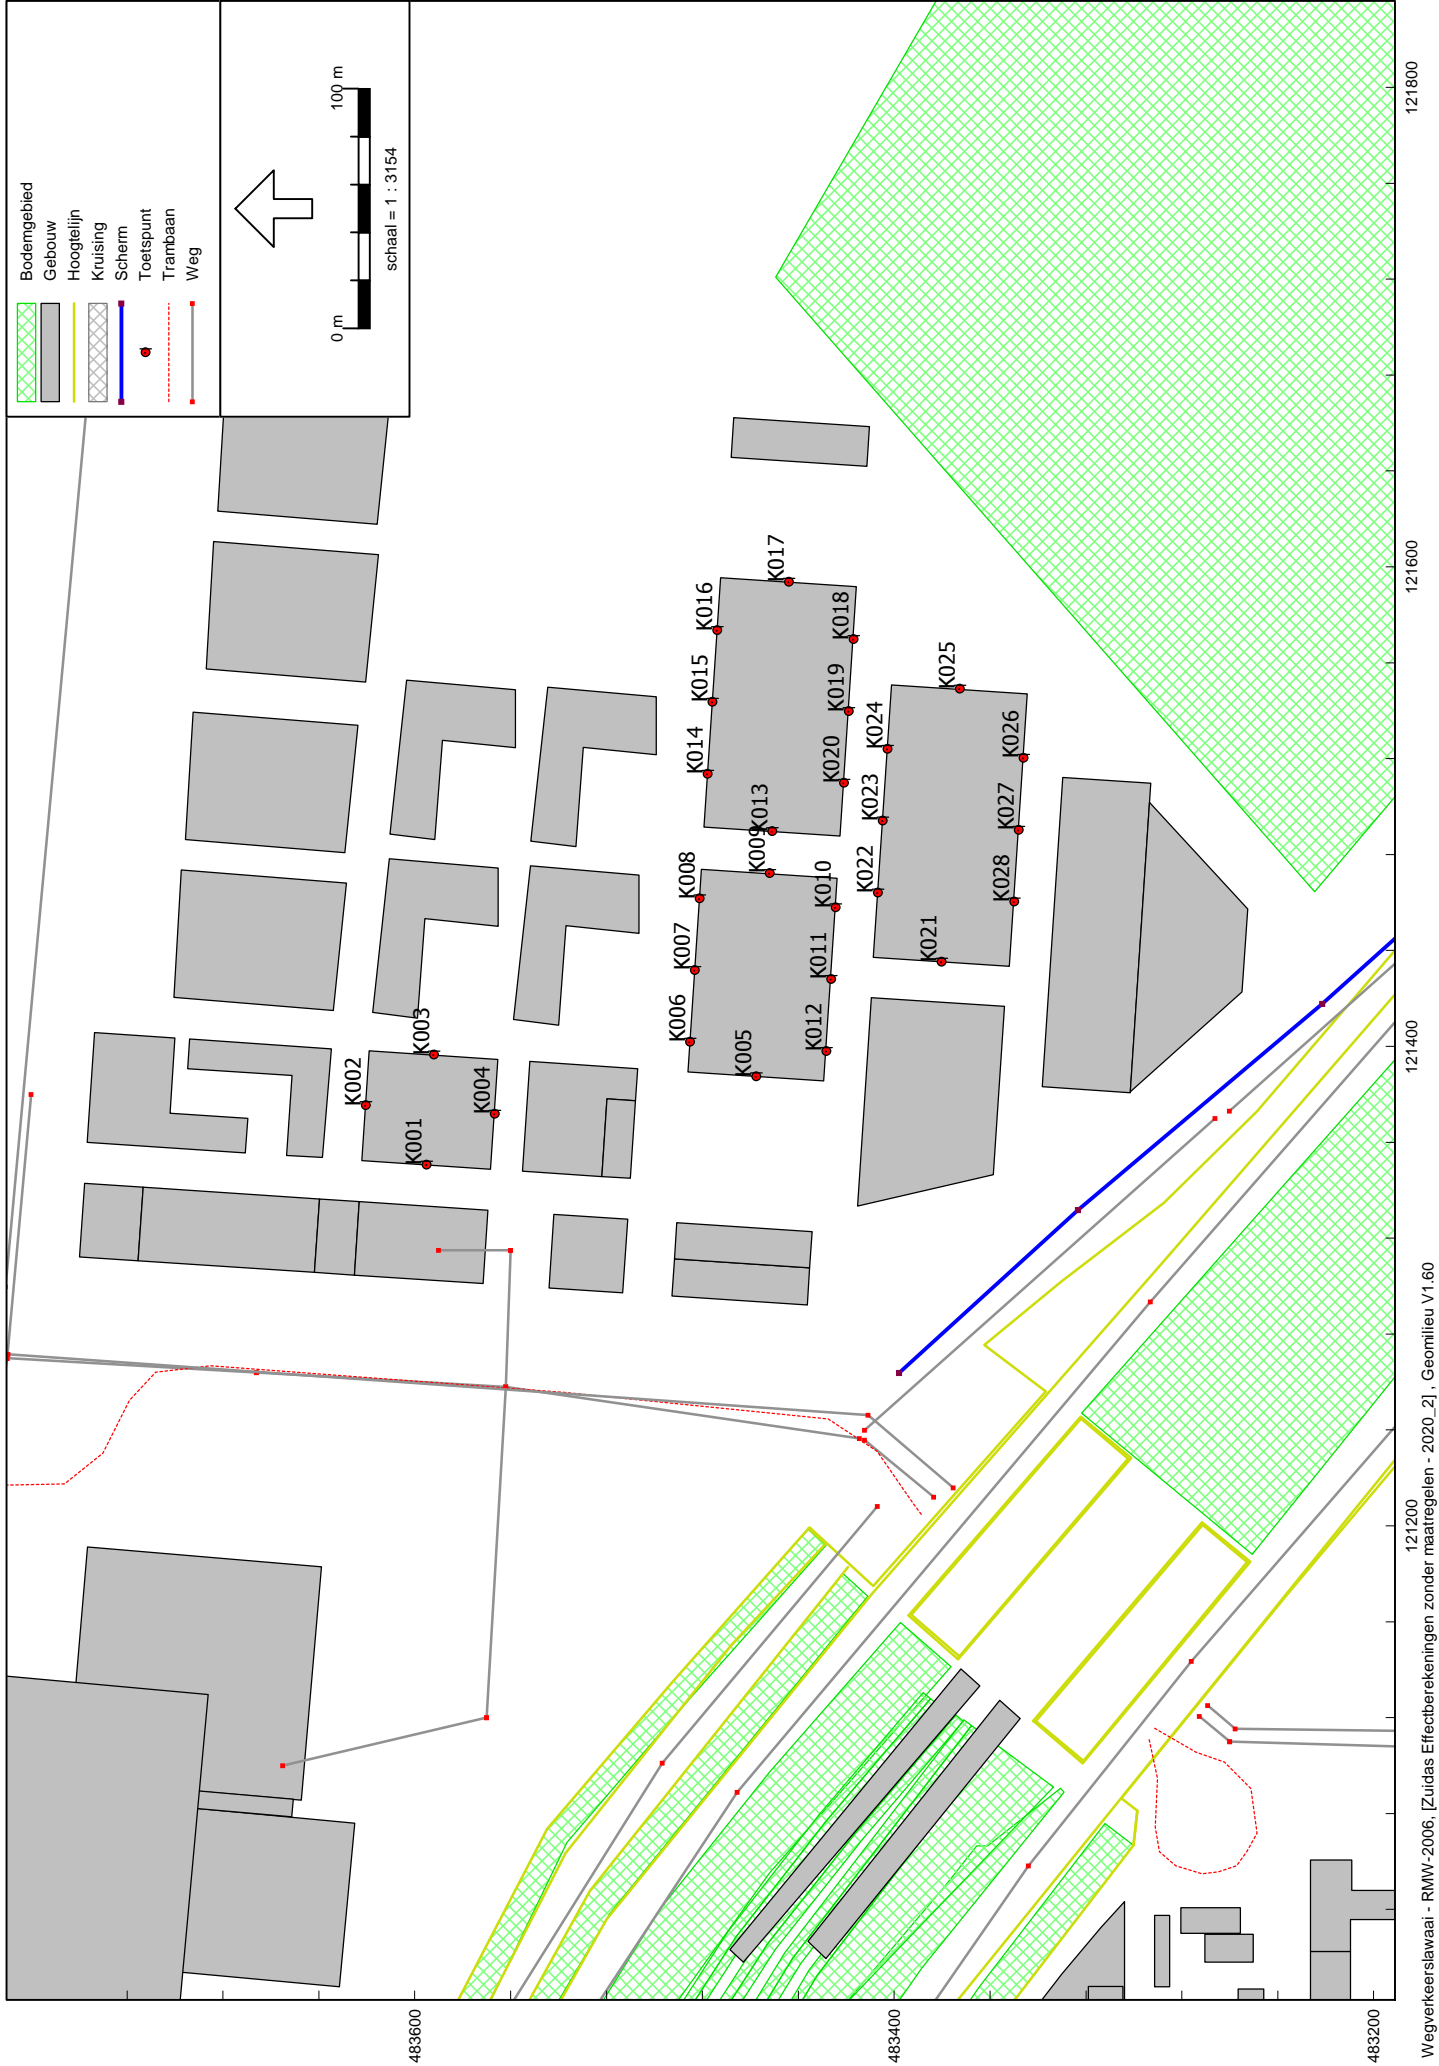 Bodemgebied
Gebouw
Hoogtelijn
Kruising
Scherm
Toetspunt
Trambaan
Weg
0 m
100 m
schaal = 1 : 3154
K001
K002
K003
K004
K005
K006
K007
K008
K009
K010
K011
K012
K013
K014
K015
K016
K017
K018
K019
K020
K021
K022
K023
K024
K025
K026
K027
K028
483600
483400
483200
121200
121400
121600
121800
Wegverkeerslawaai - RMW-2006, [Zuidas Effectberekeningen zonder maatregelen - 2020_2] , Geomilieu V1.60